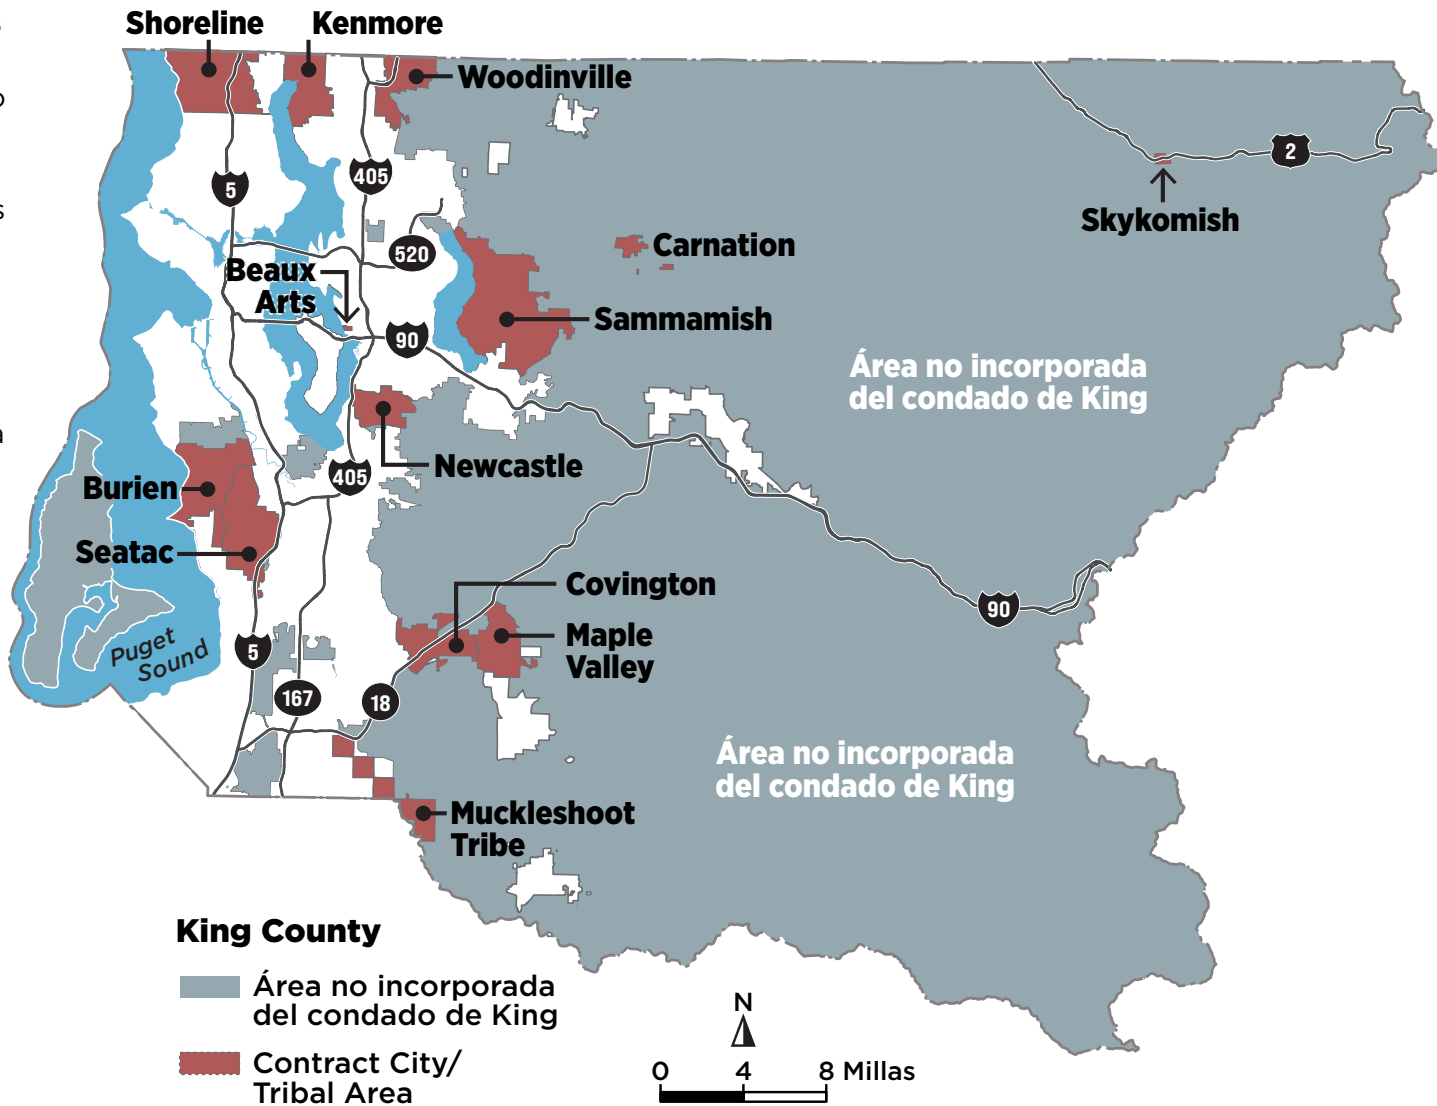 Shoreline
Kenmore
Woodinville
5
405
2
Skykomish
520
Carnation
Beaux
Arts
Sammamish
90
Área no incorporada
del condado de King
Newcastle
405
Burien
Seatac
Covington
90
Maple
Valley
Puget
Sound
5
167
18
Área no incorporada
del condado de King
Muckleshoot
Tribe
King County
Área no incorporada
del condado de King
Contract City/
Tribal Area
N
0 4 8 Millas